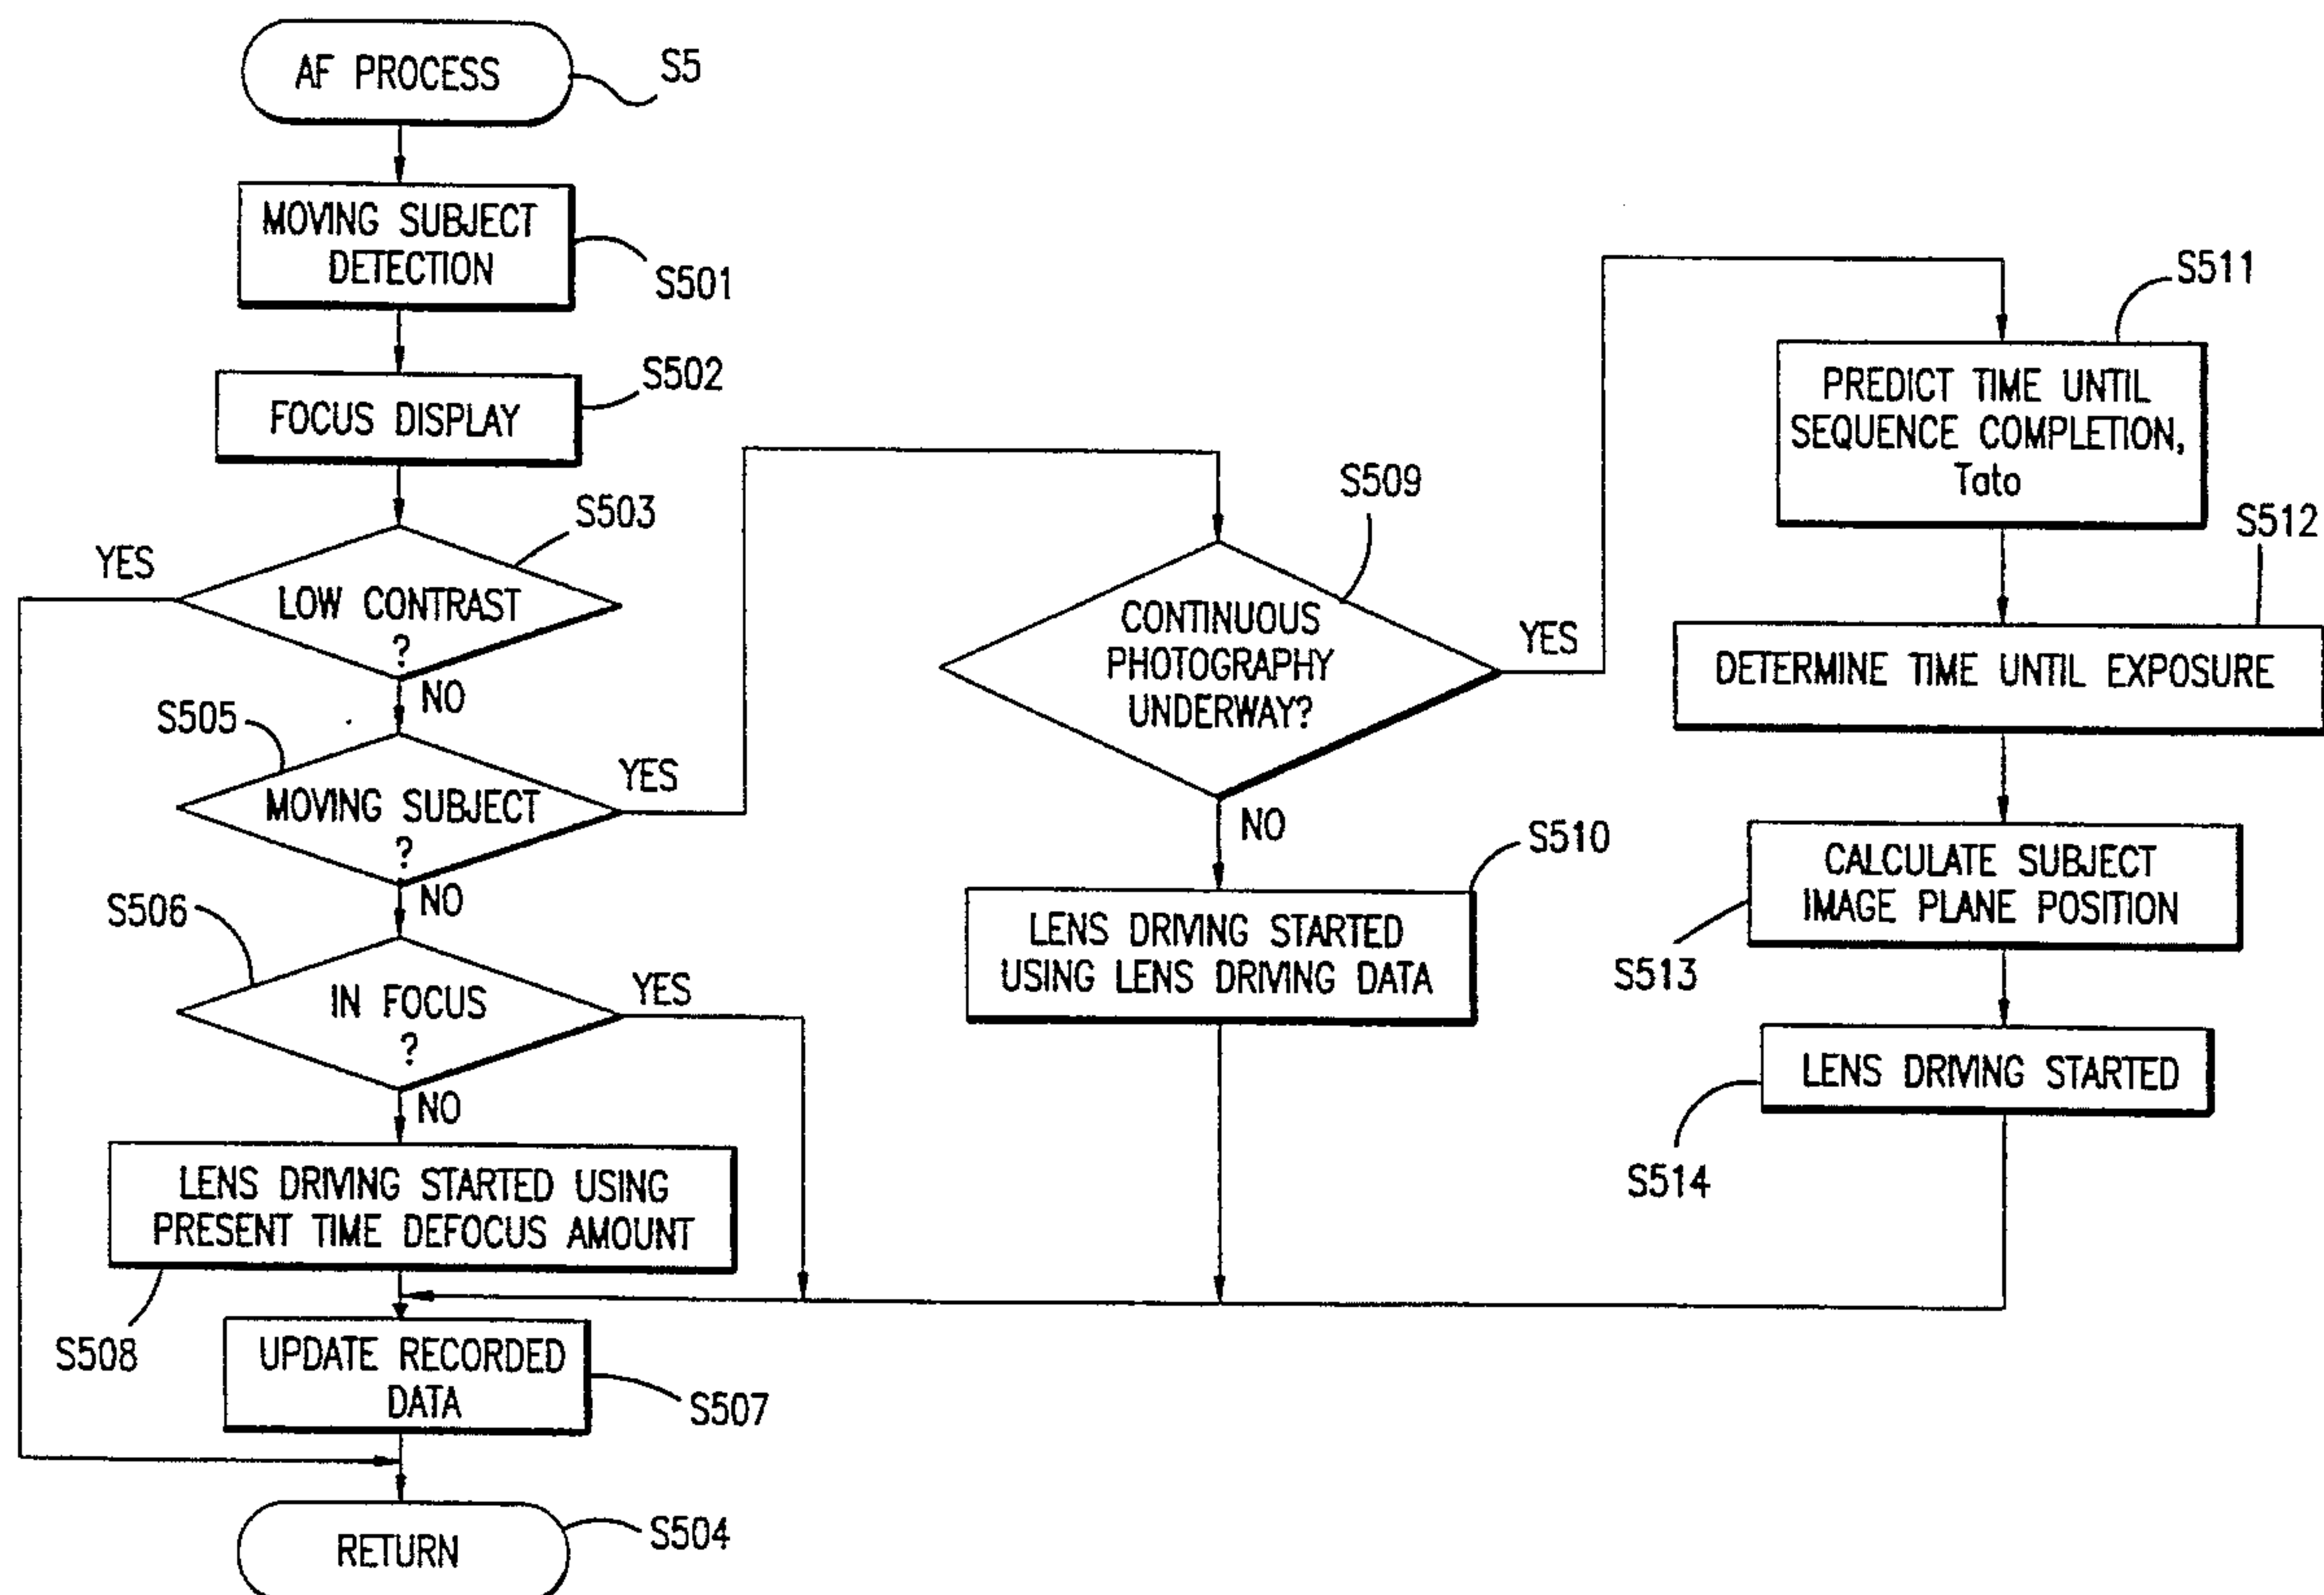 AF PROCESS
S5
MOVING SUBJECT
DETECTION
S501
FOCUS DISPLAY
S502
S503
YES
LOW CONTRAST
?
NO
S505
MOVING SUBJECT
?
YES
NO
S506
IN FOCUS
?
YES
NO
LENS DRIVING STARTED USING
PRESENT TIME DEFOCUS AMOUNT
S508
UPDATE RECORDED
DATA
S507
RETURN
S504
S509
CONTINUOUS
PHOTOGRAPHY
UNDERWAY?
YES
NO
S510
LENS DRIVING STARTED
USING LENS DRIVING DATA
S511
PREDICT TIME UNTIL
SEQUENCE COMPLETION,
Tato
S512
DETERMINE TIME UNTIL EXPOSURE
CALCULATE SUBJECT
IMAGE PLANE POSITION
S513
LENS DRIVING STARTED
S514